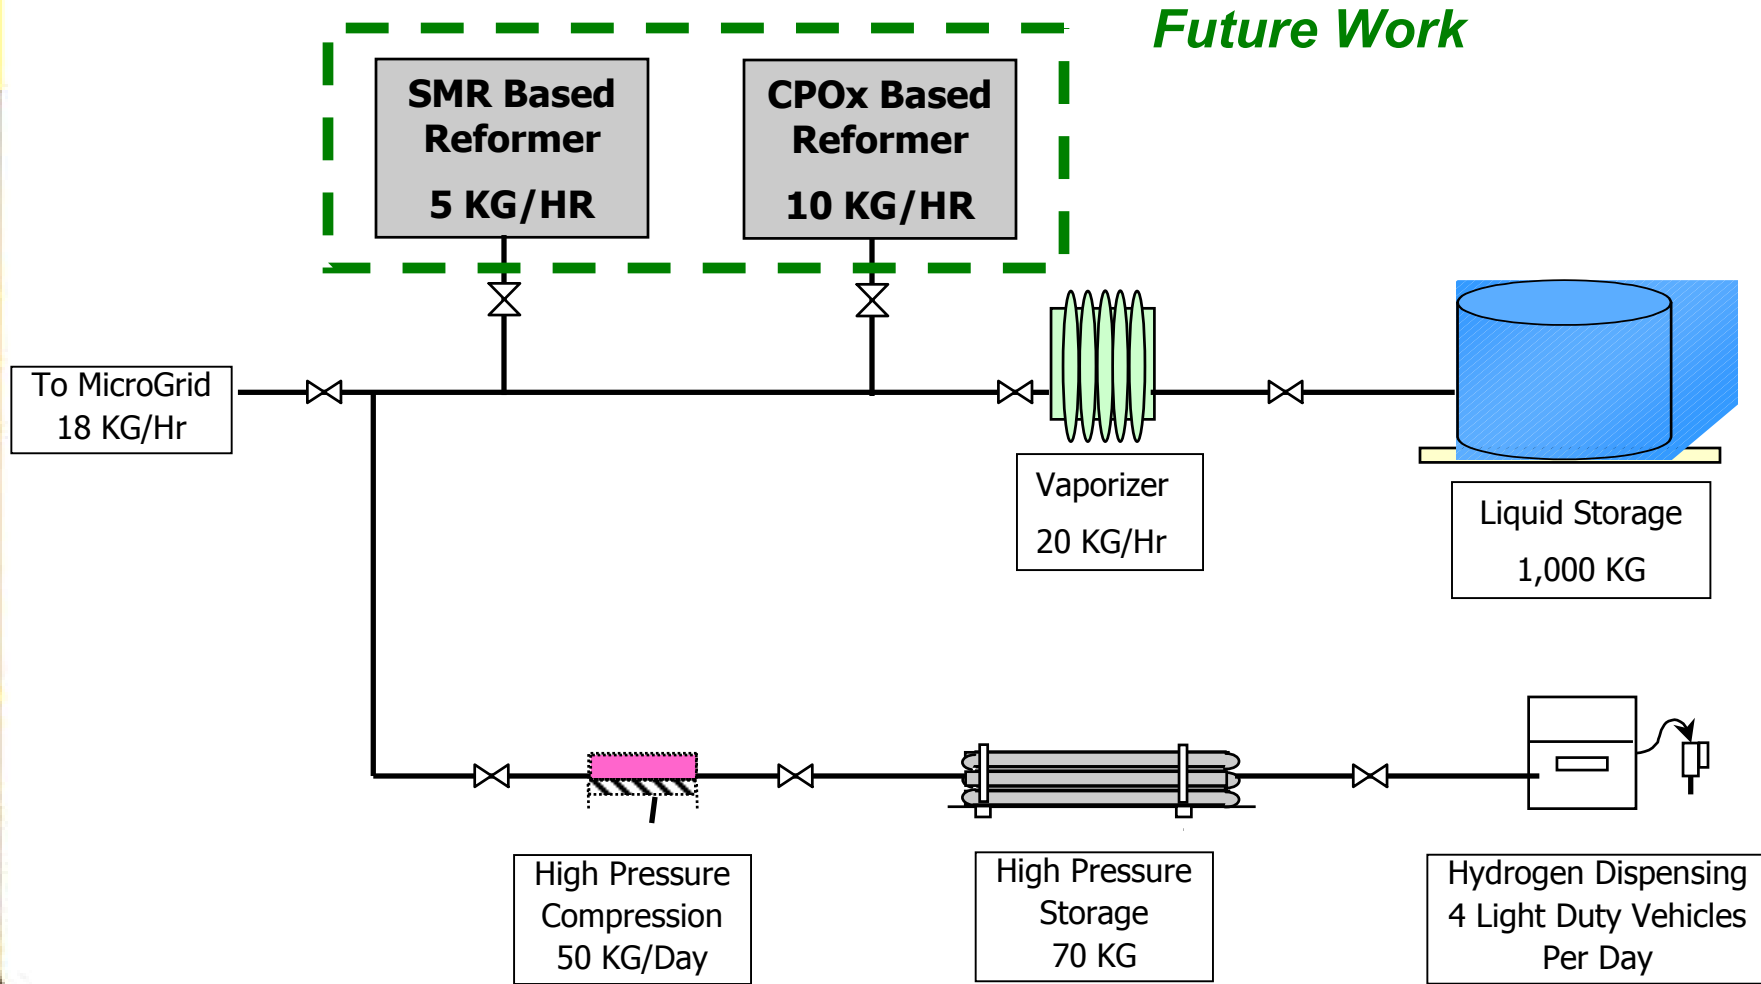 Future Work
SMR Based
Reformer
5 KG/HR
CPOx Based
Reformer
10 KG/HR
To MicroGrid
18 KG/Hr
Vaporizer
20 KG/Hr
Liquid Storage
1,000 KG
High Pressure
Compression
50 KG/Day
High Pressure
Storage
70 KG
Hydrogen Dispensing
4 Light Duty Vehicles
Per Day